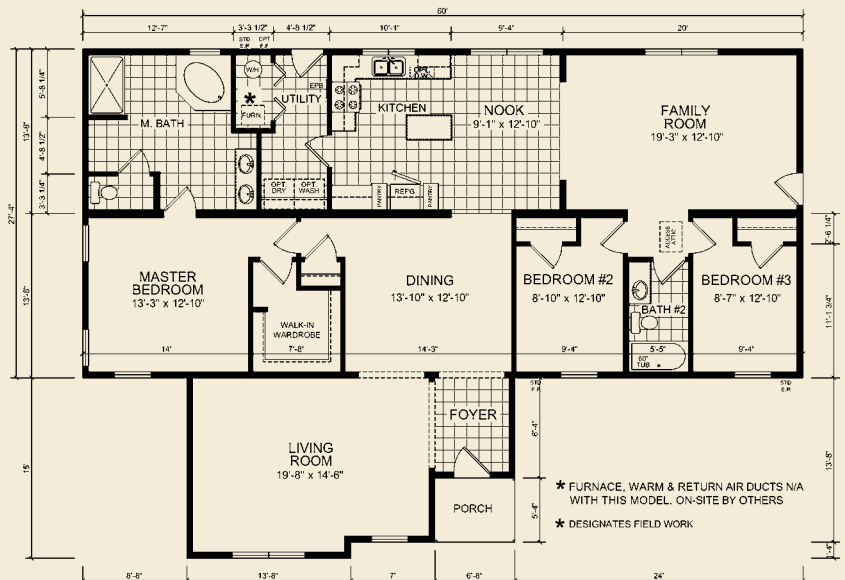 60'
12'-7"
3'-3 1/2"
4'-8 1/2"
10'-1"
9'-4"
20'
STD E.R.
OPT E.R.
5'-8 1/4"
4'-8 1/2"
3'-3 1/4"
13'-8"
13'-8"
27'-4"
15'
M. BATH
W/H
*
FURN.
UTILITY
EPB
OPT. DRY
OPT. WASH
KITCHEN
OPT. D.W.
PANTRY
REFG
PANTRY
NOOK
9'-1" x 12'-10"
FAMILY
ROOM
19'-3" x 12'-10"
ACCESS ATTIC
MASTER
BEDROOM
13'-3" x 12'-10"
14'
WALK-IN
WARDROBE
7'-8"
DINING
13'-10" x 12'-10"
14'-3"
BEDROOM #2
8'-10" x 12'-10"
9'-4"
BATH #2
5'-5"
60"
TUB
BEDROOM #3
8'-7" x 12'-10"
9'-4"
2'-6 1/4"
11'-1 3/4"
STD E.R.
STD E.R.
FOYER
LIVING
ROOM
19'-8" x 14'-6"
PORCH
6'-4"
5'-4"
13'-8"
1'-4"
* FURNACE, WARM & RETURN AIR DUCTS N/A
WITH THIS MODEL. ON-SITE BY OTHERS
* DESIGNATES FIELD WORK
8'-8"
13'-8"
7'
6'-8"
24'